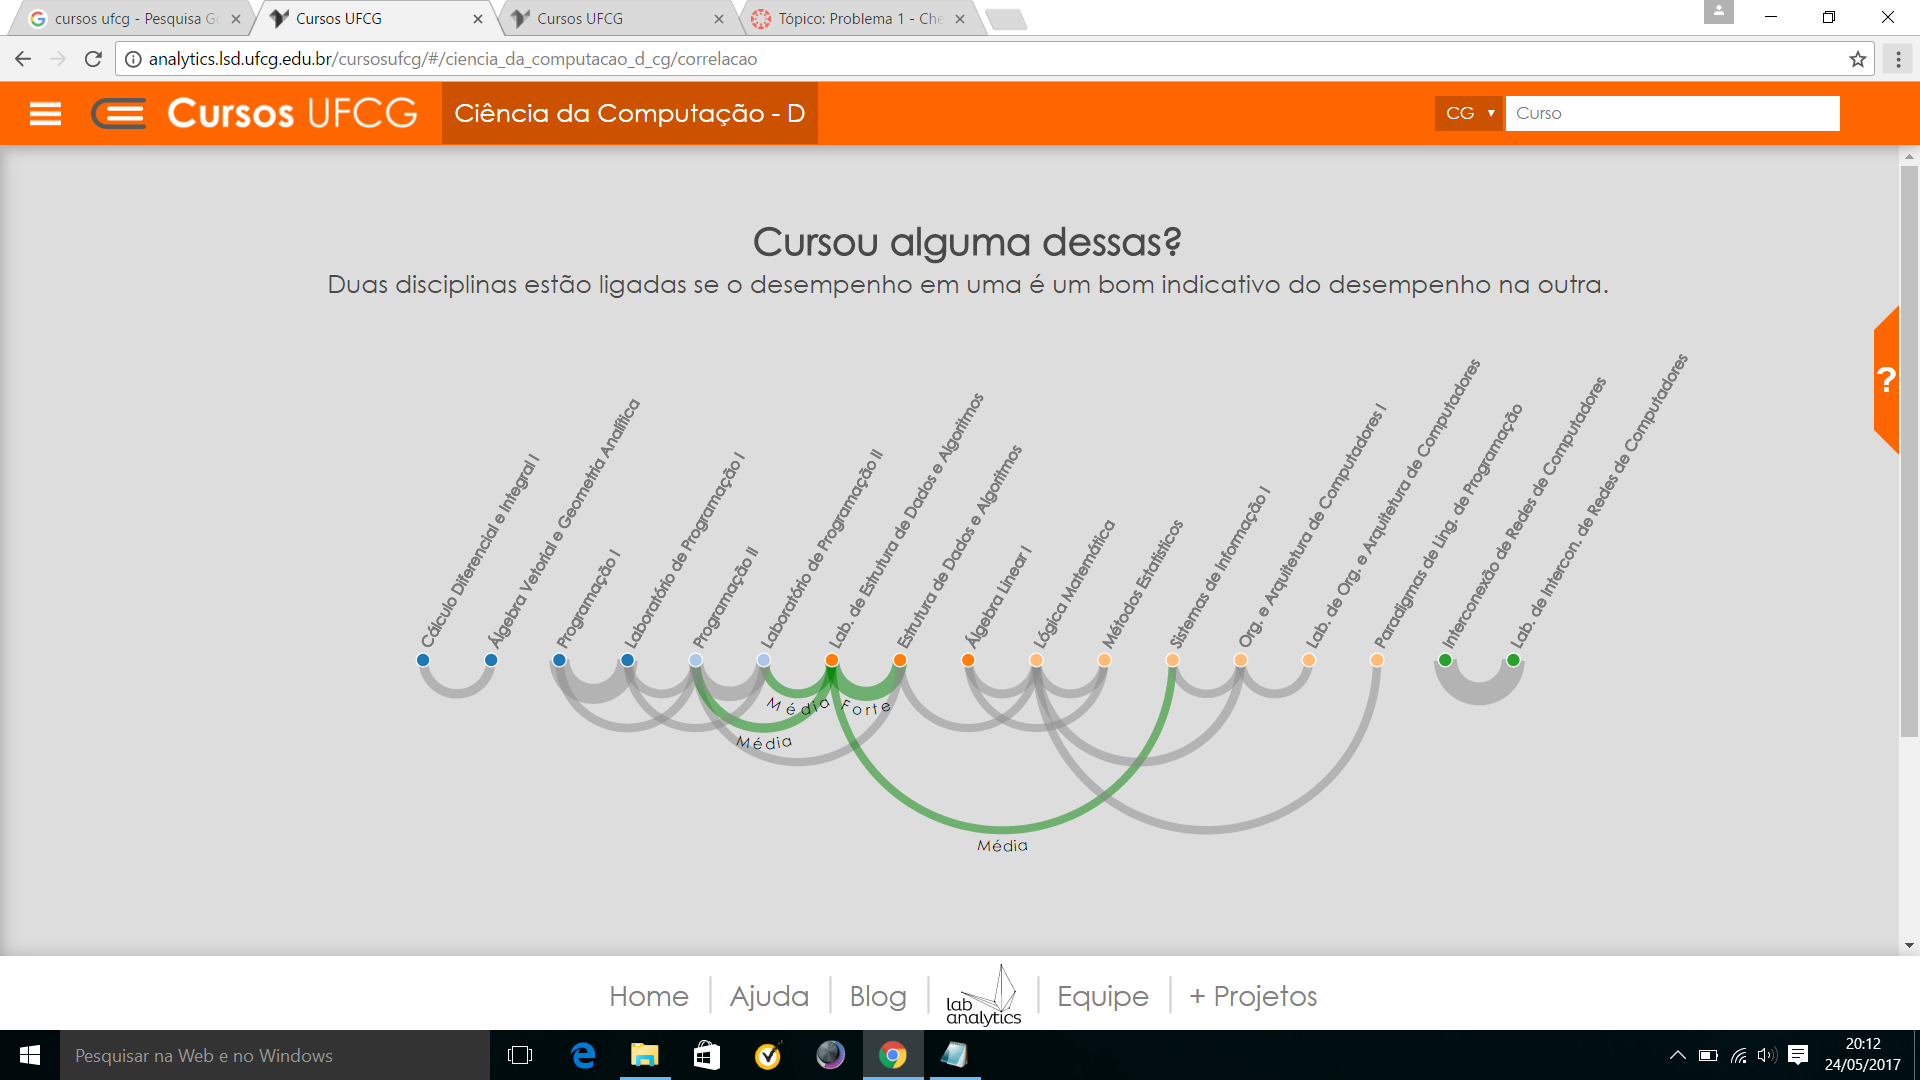 cursos ufcg - Pesquisa Go
Cursos UFCG
Cursos UFCG
Tópico: Problema 1 - Che
analytics.lsd.ufcg.edu.br/cursosufcg/#/ciencia_da_computacao_d_cg/correlacao
Cursos UFCG
Ciência da Computação - D
CG
Curso
Cursou alguma dessas?
Duas disciplinas estão ligadas se o desempenho em uma é um bom indicativo do desempenho na outra.
?
Cálculo Diferencial e Integral I
Álgebra Vetorial e Geometria Analítica
Programação I
Laboratório de Programação I
Programação II
Laboratório de Programação II
Lab. de Estrutura de Dados e Algoritmos
Estrutura de Dados e Algoritmos
Álgebra Linear I
Lógica Matemática
Métodos Estatísticos
Sistemas de Informação I
Org. e Arquitetura de Computadores I
Lab. de Org. e Arquitetura de Computadores
Paradigmas de Ling. de Programação
Interconexão de Redes de Computadores
Lab. de Intercon. de Redes de Computadores
Média
Forte
Média
Média
Home
Ajuda
Blog
lab analytics
Equipe
+ Projetos
Pesquisar na Web e no Windows
20:12
24/05/2017